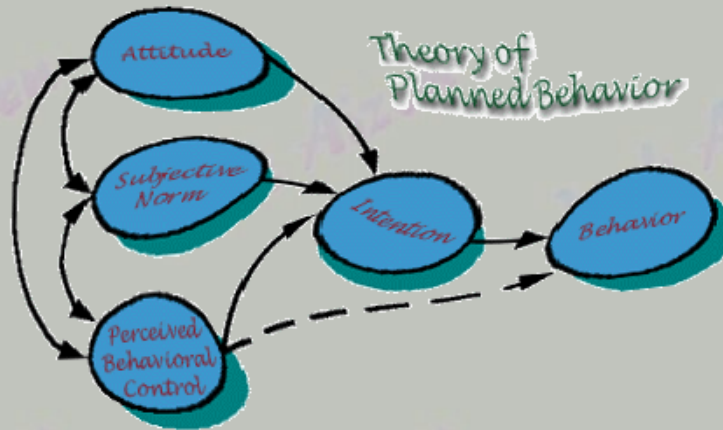 Theory of
Planned Behavior
Attitude
Subjective
Norm
Perceived
Behavioral
Control
Intention
Behavior